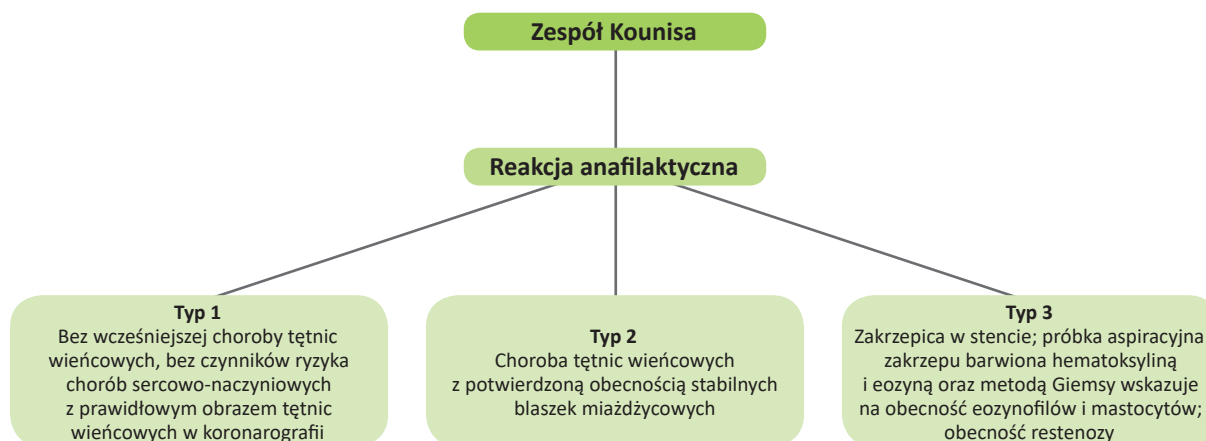 Zespół Kounisa
Reakcja anafilaktyczna
Typ 1
Bez wcześniejszej choroby tętnic
wieńcowych, bez czynników ryzyka
chorób sercowo-naczyniowych
z prawidłowym obrazem tętnic
wieńcowych w koronarografii
Typ 2
Choroba tętnic wieńcowych
z potwierdzoną obecnością stabilnych
blaszek miażdżycowych
Typ 3
Zakrzepica w stencie; próbka aspiracyjna
zakrzepu barwiona hematoksyliną
i eozyną oraz metodą Giemsy wskazuje
na obecność eozynofilów i mastocytów;
obecność restenozy